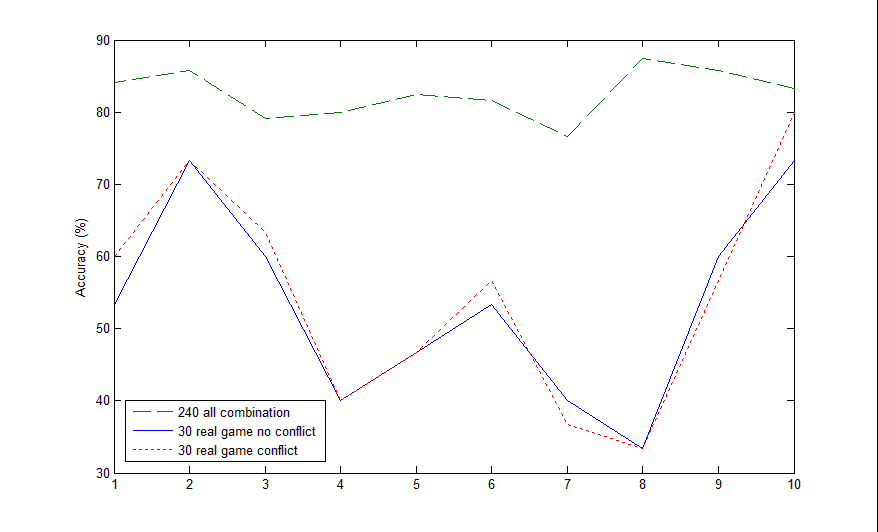 90
80
70
60
50
40
30
Accuracy (%)
240 all combination
30 real game no conflict
30 real game conflict
1 2 3 4 5 6 7 8 9 10